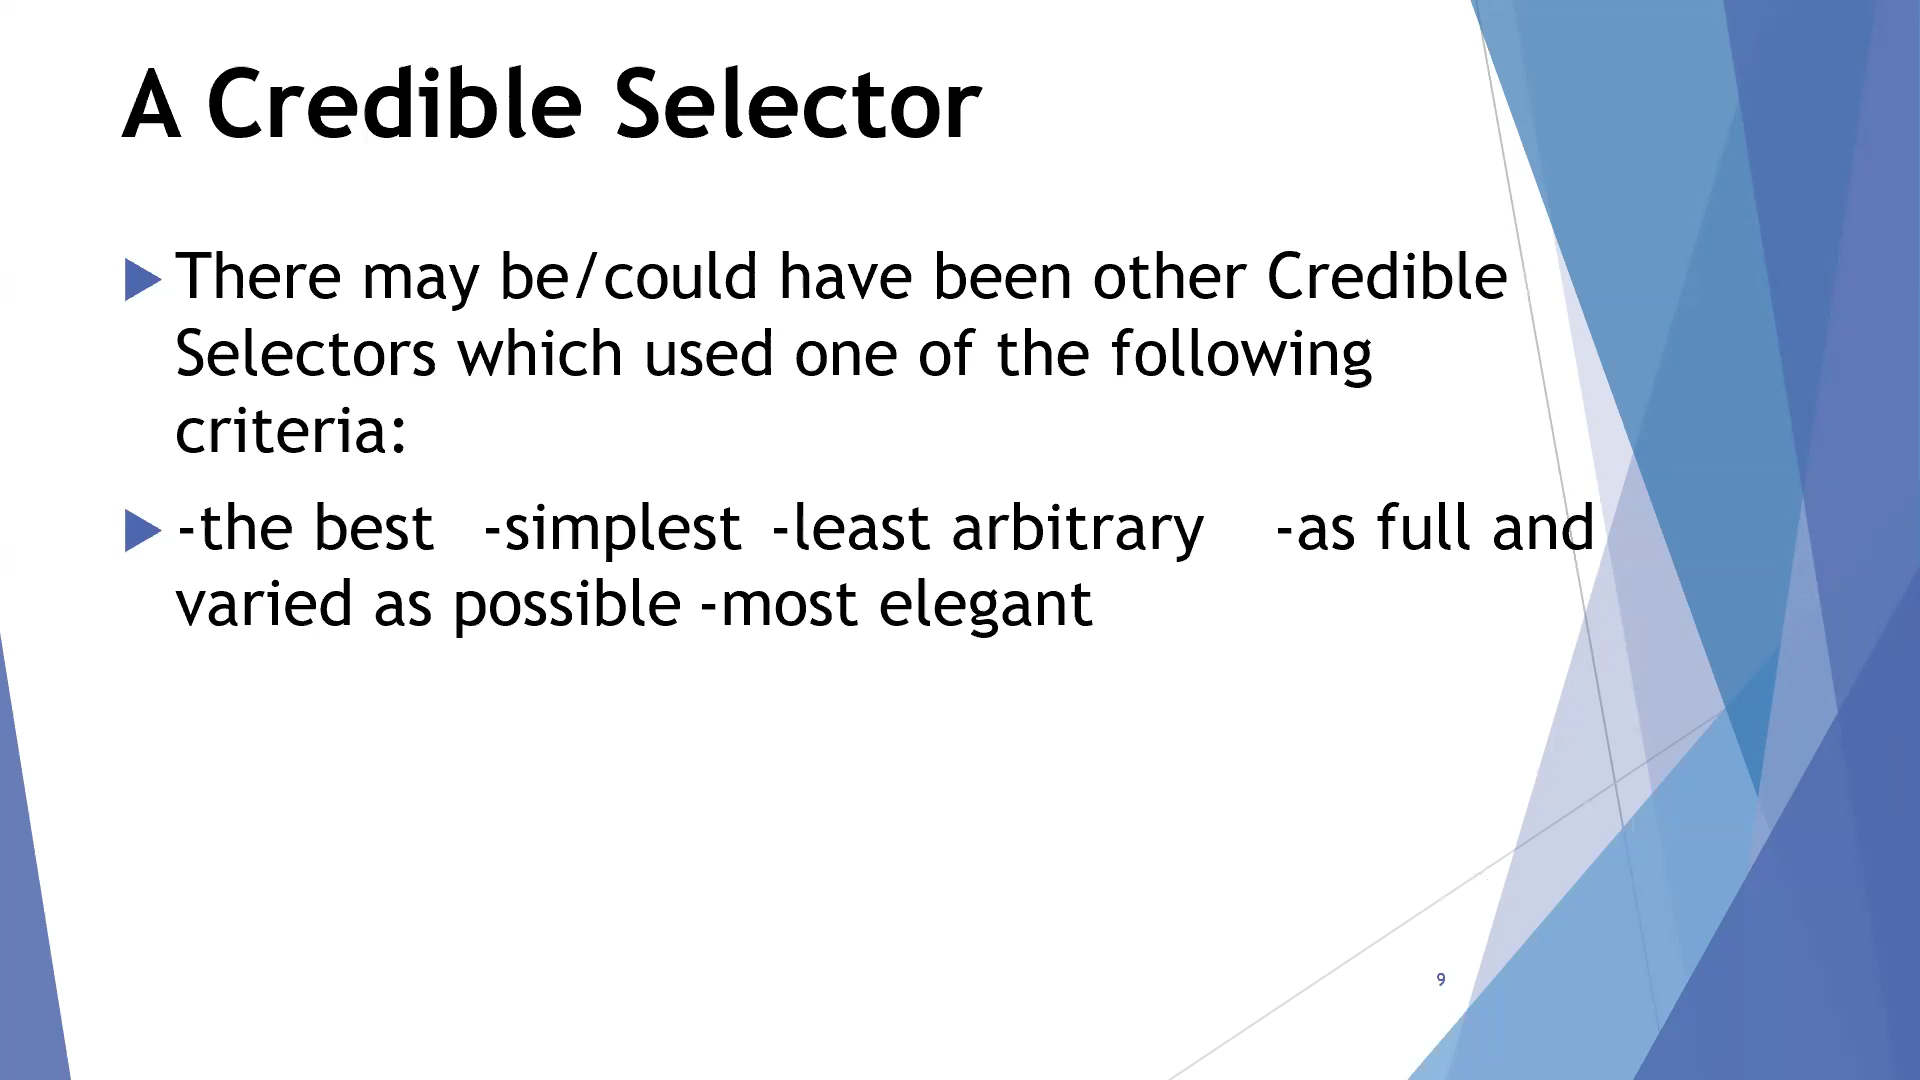 A Credible Selector
There may be/could have been other Credible
Selectors which used one of the following
criteria:
-the best -simplest -least arbitrary -as full and
varied as possible -most elegant
9